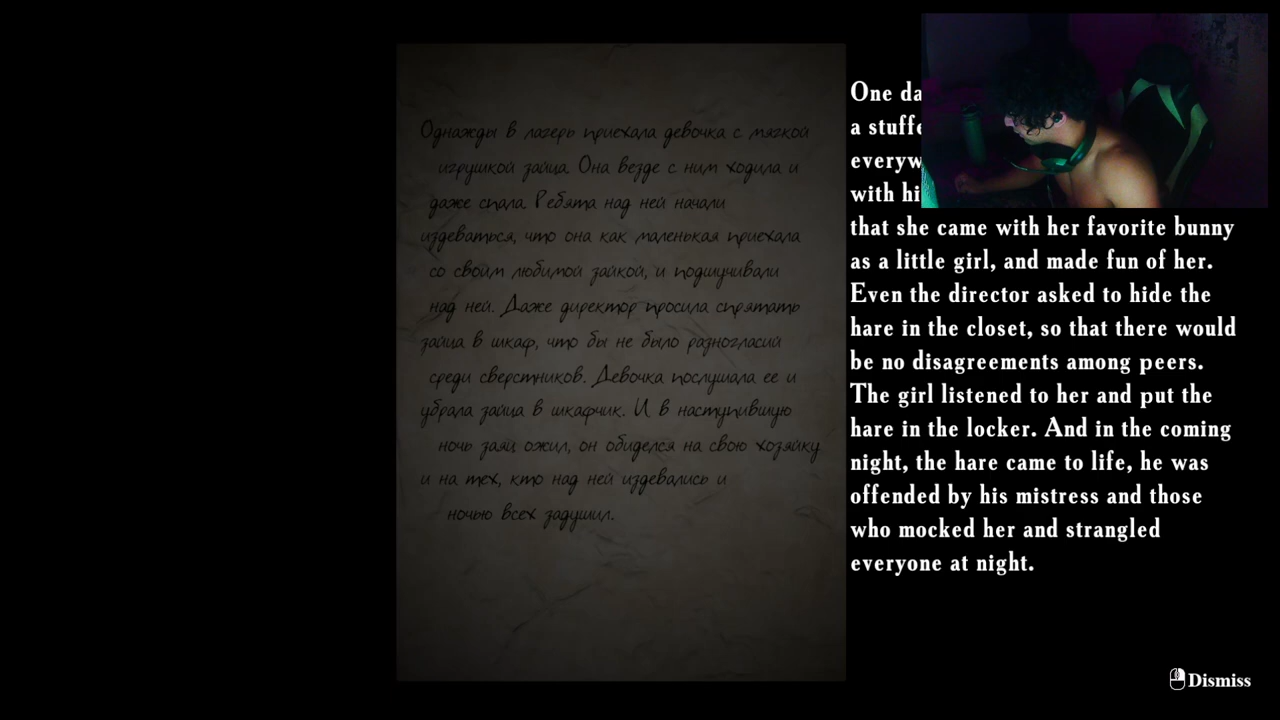 Однажды в лагерь приехала девочка с мягкой
игрушкой зайца. Она везде с ним ходила и
даже спала. Ребята над ней начали
издеваться, что она как маленькая приехала
со своим любимой зайкой, и подшучивали
над ней. Даже директор просила спрятать
зайца в шкаф, что бы не было разногласий
среди сверстников. Девочка послушала ее и
убрала зайца в шкафчик. И в наступившую
ночь заяц ожил, он обиделся на свою хозяйку
и на тех, кто над ней издевались и
ночью всех задушил.
One da
a stuffe
everyw
with hi
that she came with her favorite bunny
as a little girl, and made fun of her.
Even the director asked to hide the
hare in the closet, so that there would
be no disagreements among peers.
The girl listened to her and put the
hare in the locker. And in the coming
night, the hare came to life, he was
offended by his mistress and those
who mocked her and strangled
everyone at night.
Dismiss